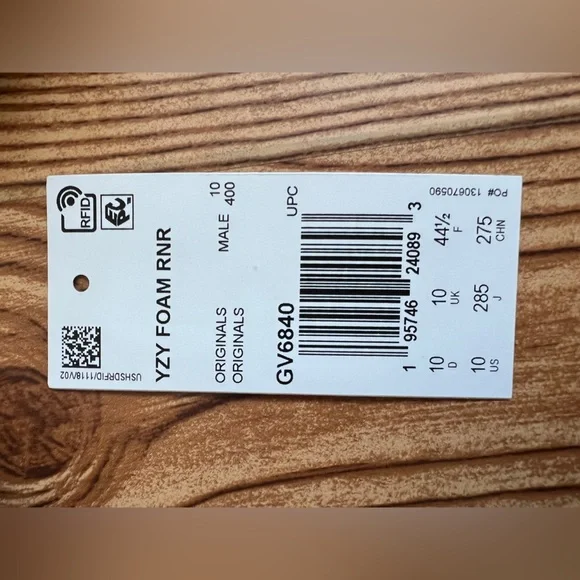 RFID
EPC
USHSDRFID/1118/V02
YZY FOAM RNR
ORIGINALS MALE 10
ORIGINALS 400
GV6840 UPC
1 95746 24089 3
10 10 44½
D UK F
10 285 275
US J CHN
PO# 130670590